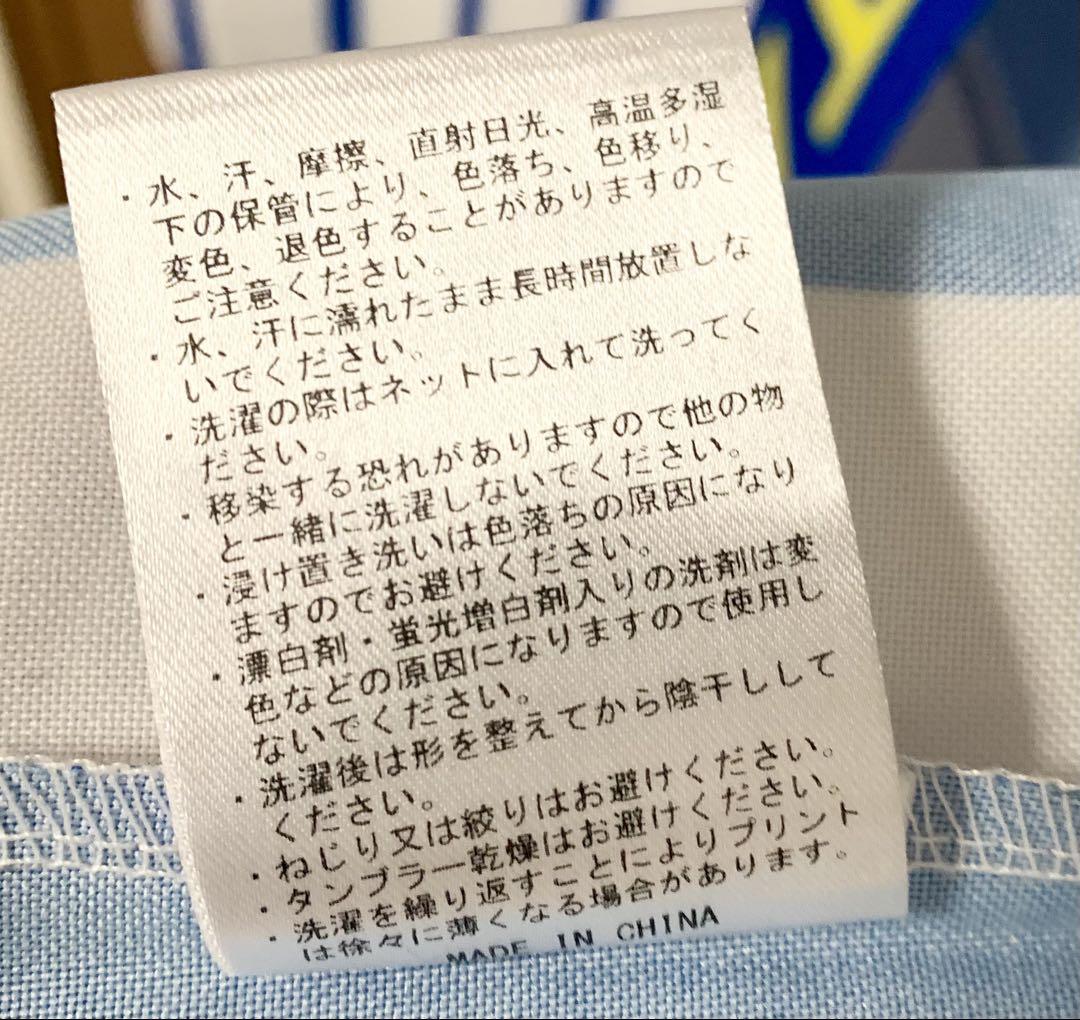 ・水、汗、摩擦、直射日光、高温多湿
下の保管により、色落ち、色移り、
変色、退色することがありますので
ご注意ください。
・水、汗に濡れたまま長時間放置しな
いでください。
・洗濯の際はネットに入れて洗ってく
ださい。
・移染する恐れがありますので他の物
と一緒に洗濯しないでください。
・浸け置き洗いは色落ちの原因になり
ますのでお避けください。
・漂白剤・蛍光増白剤入りの洗剤は変
色などの原因になりますので使用し
ないでください。
・洗濯後は形を整えてから陰干しして
ください。
・ねじり又は絞りはお避けください。
・タンブラー乾燥はお避けください。
・洗濯を繰り返すことによりプリント
は徐々に薄くなる場合があります。
MADE IN CHINA